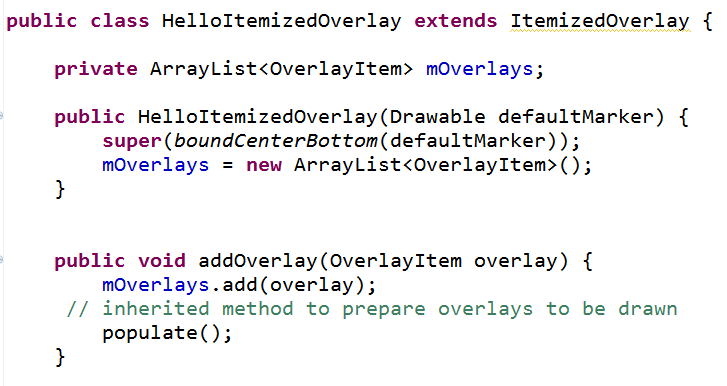 public class HelloItemizedOverlay extends ItemizedOverlay {
private ArrayList<OverlayItem> mOverlays;
public HelloItemizedOverlay(Drawable defaultMarker) {
super(boundCenterBottom(defaultMarker));
mOverlays = new ArrayList<OverlayItem>();
}
public void addOverlay(OverlayItem overlay) {
mOverlays.add(overlay);
// inherited method to prepare overlays to be drawn
populate();
}